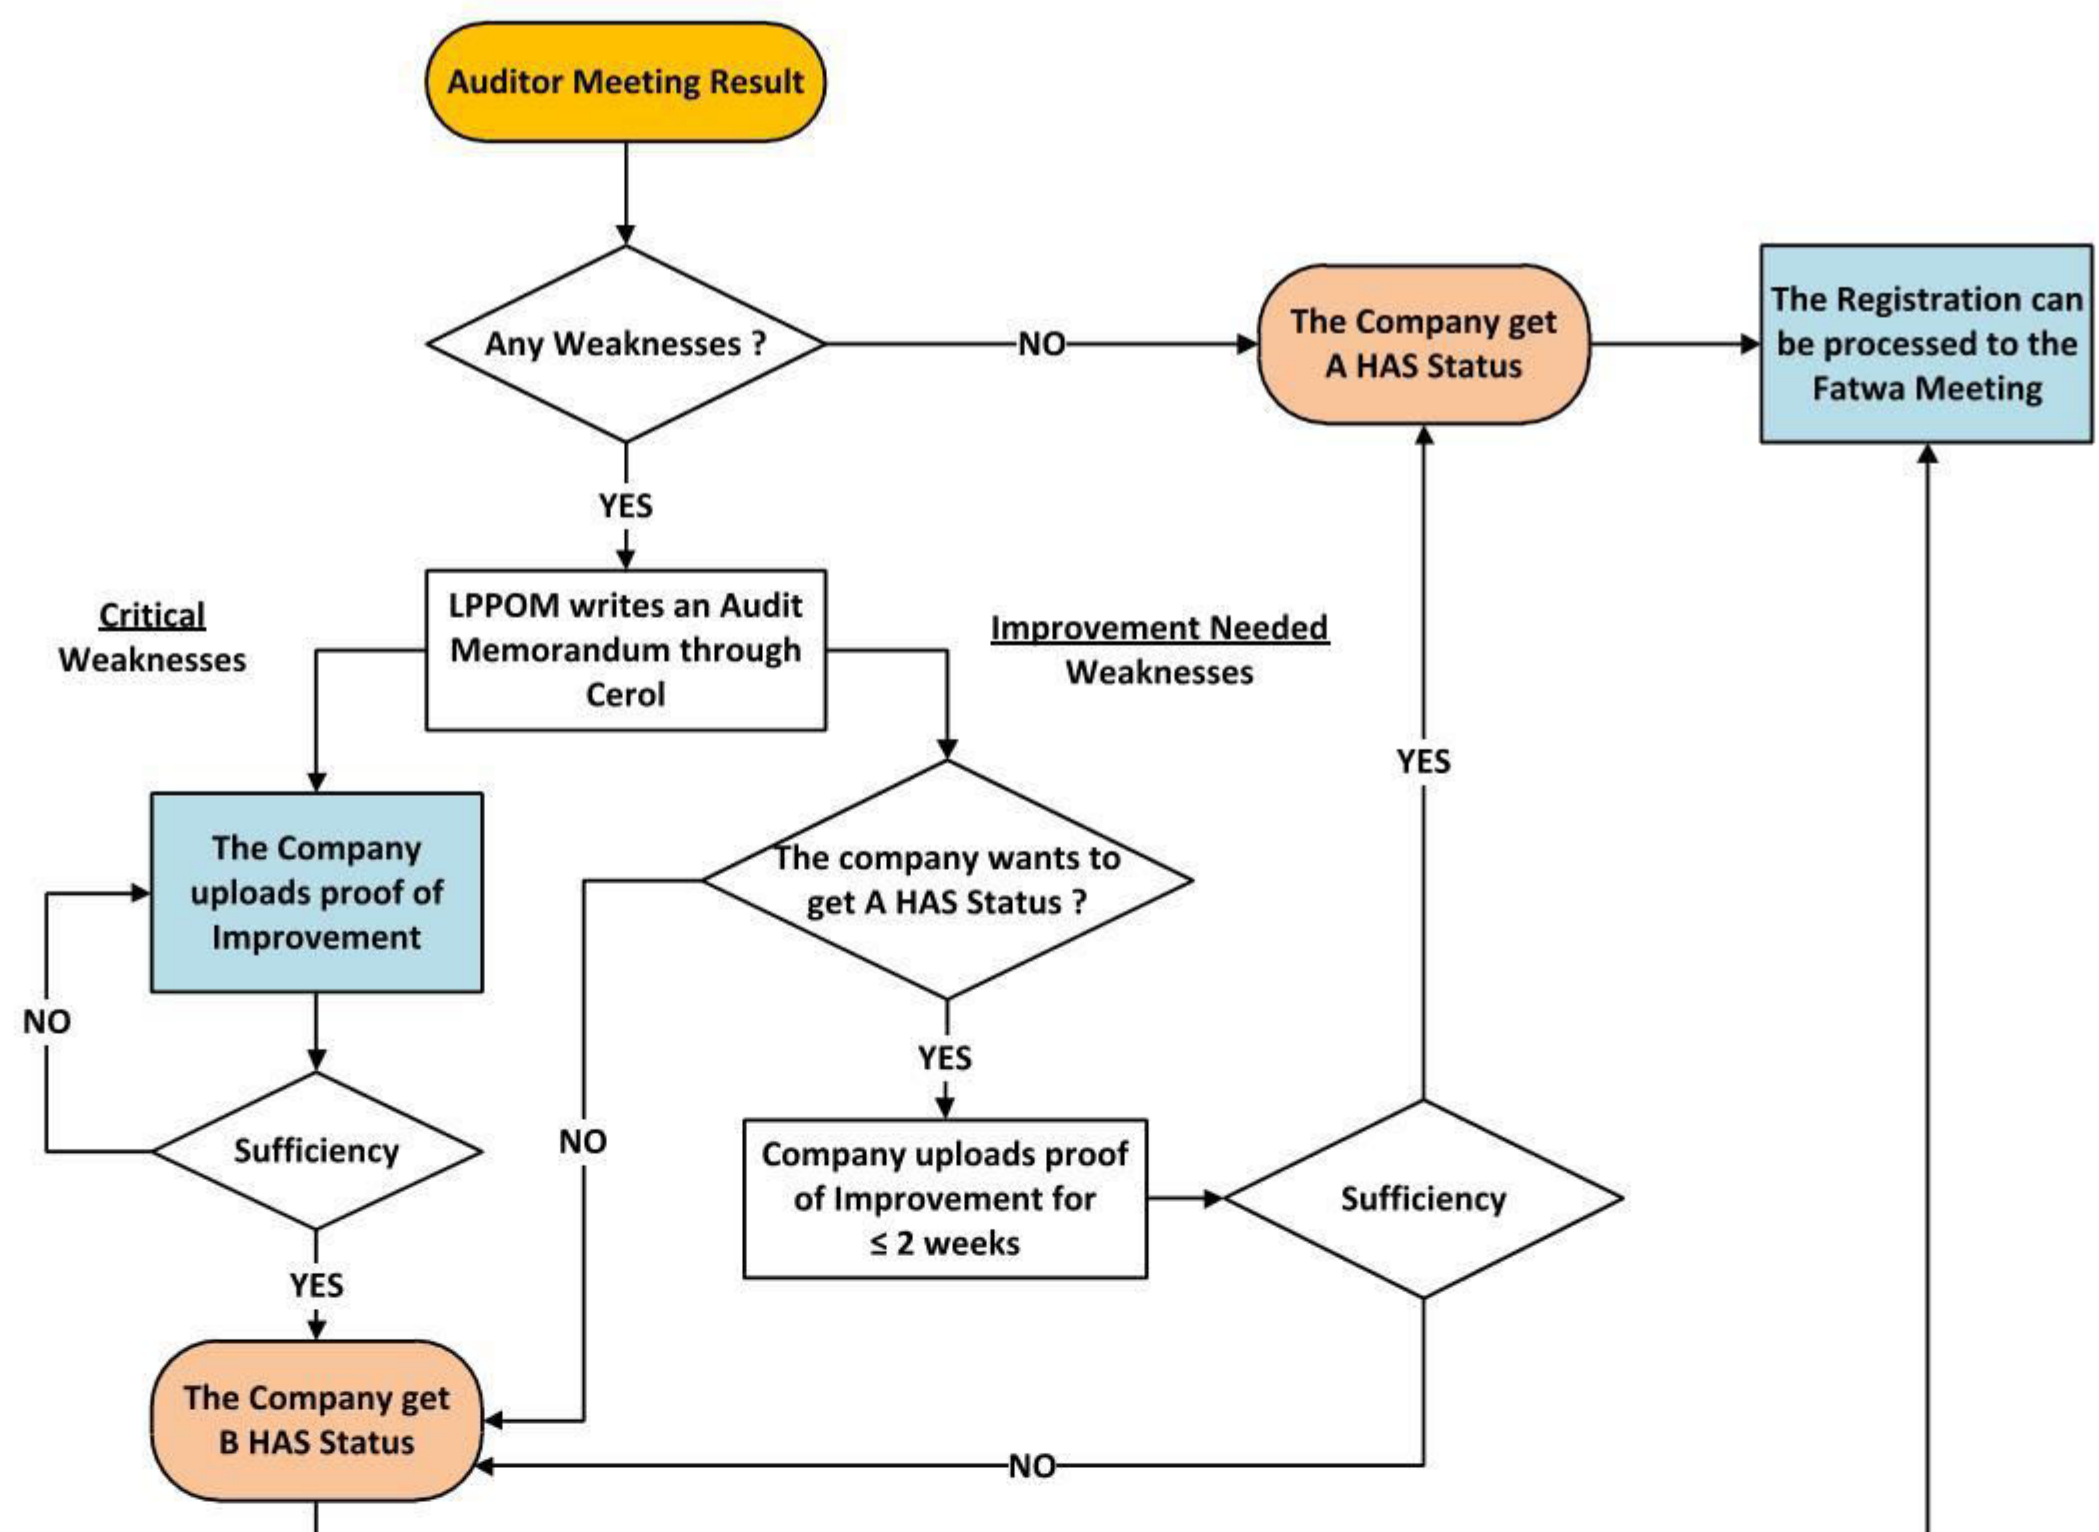 Auditor Meeting Result
Any Weaknesses ?
NO
The Company get
A HAS Status
The Registration can
be processed to the
Fatwa Meeting
YES
Critical
Weaknesses
LPPOM writes an Audit
Memorandum through
Cerol
Improvement Needed
Weaknesses
YES
The Company
uploads proof of
Improvement
The company wants to
get A HAS Status ?
NO
YES
NO
Sufficiency
Company uploads proof
of Improvement for
≤ 2 weeks
Sufficiency
YES
The Company get
B HAS Status
NO